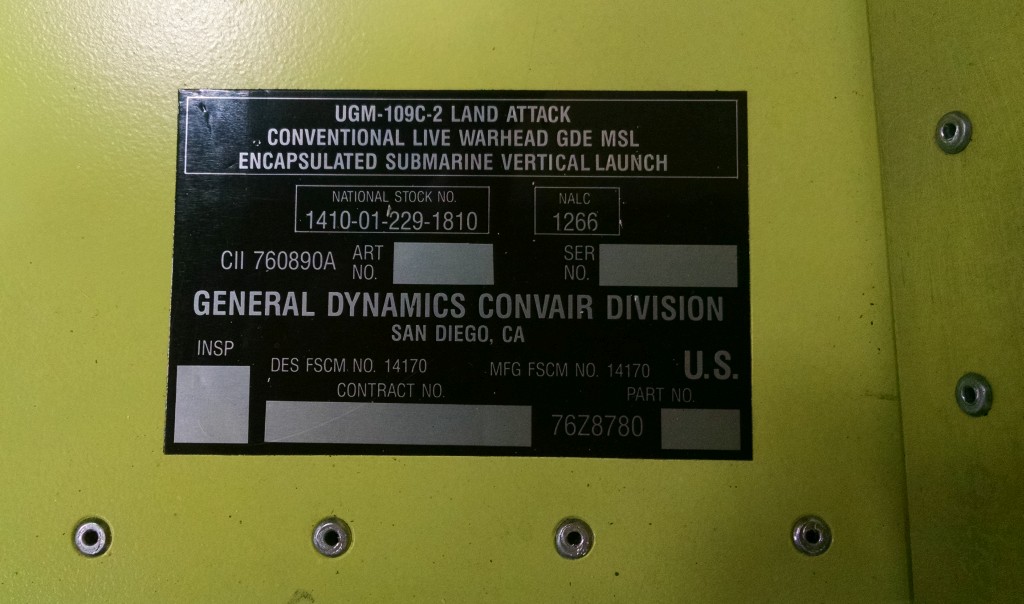 UGM-109C-2 LAND ATTACK
CONVENTIONAL LIVE WARHEAD GDE MSL
ENCAPSULATED SUBMARINE VERTICAL LAUNCH
NATIONAL STOCK NO.
1410-01-229-1810
NALC
1266
CII 760890A
ART
NO.
SER
NO.
GENERAL DYNAMICS CONVAIR DIVISION
SAN DIEGO, CA
INSP
DES FSCM NO. 14170
MFG FSCM NO. 14170
U.S.
CONTRACT NO.
PART NO.
76Z8780